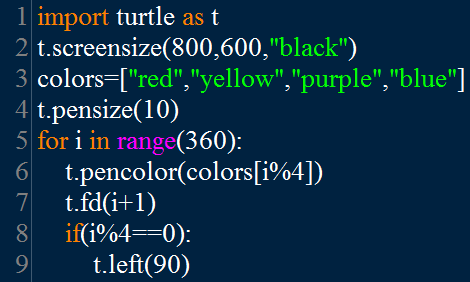 1 import turtle as t
2 t.screensize(800,600,"black")
3 colors=["red","yellow","purple","blue"]
4 t.pensize(10)
5 for i in range(360):
6     t.pencolor(colors[i%4])
7     t.fd(i+1)
8     if(i%4==0):
9         t.left(90)